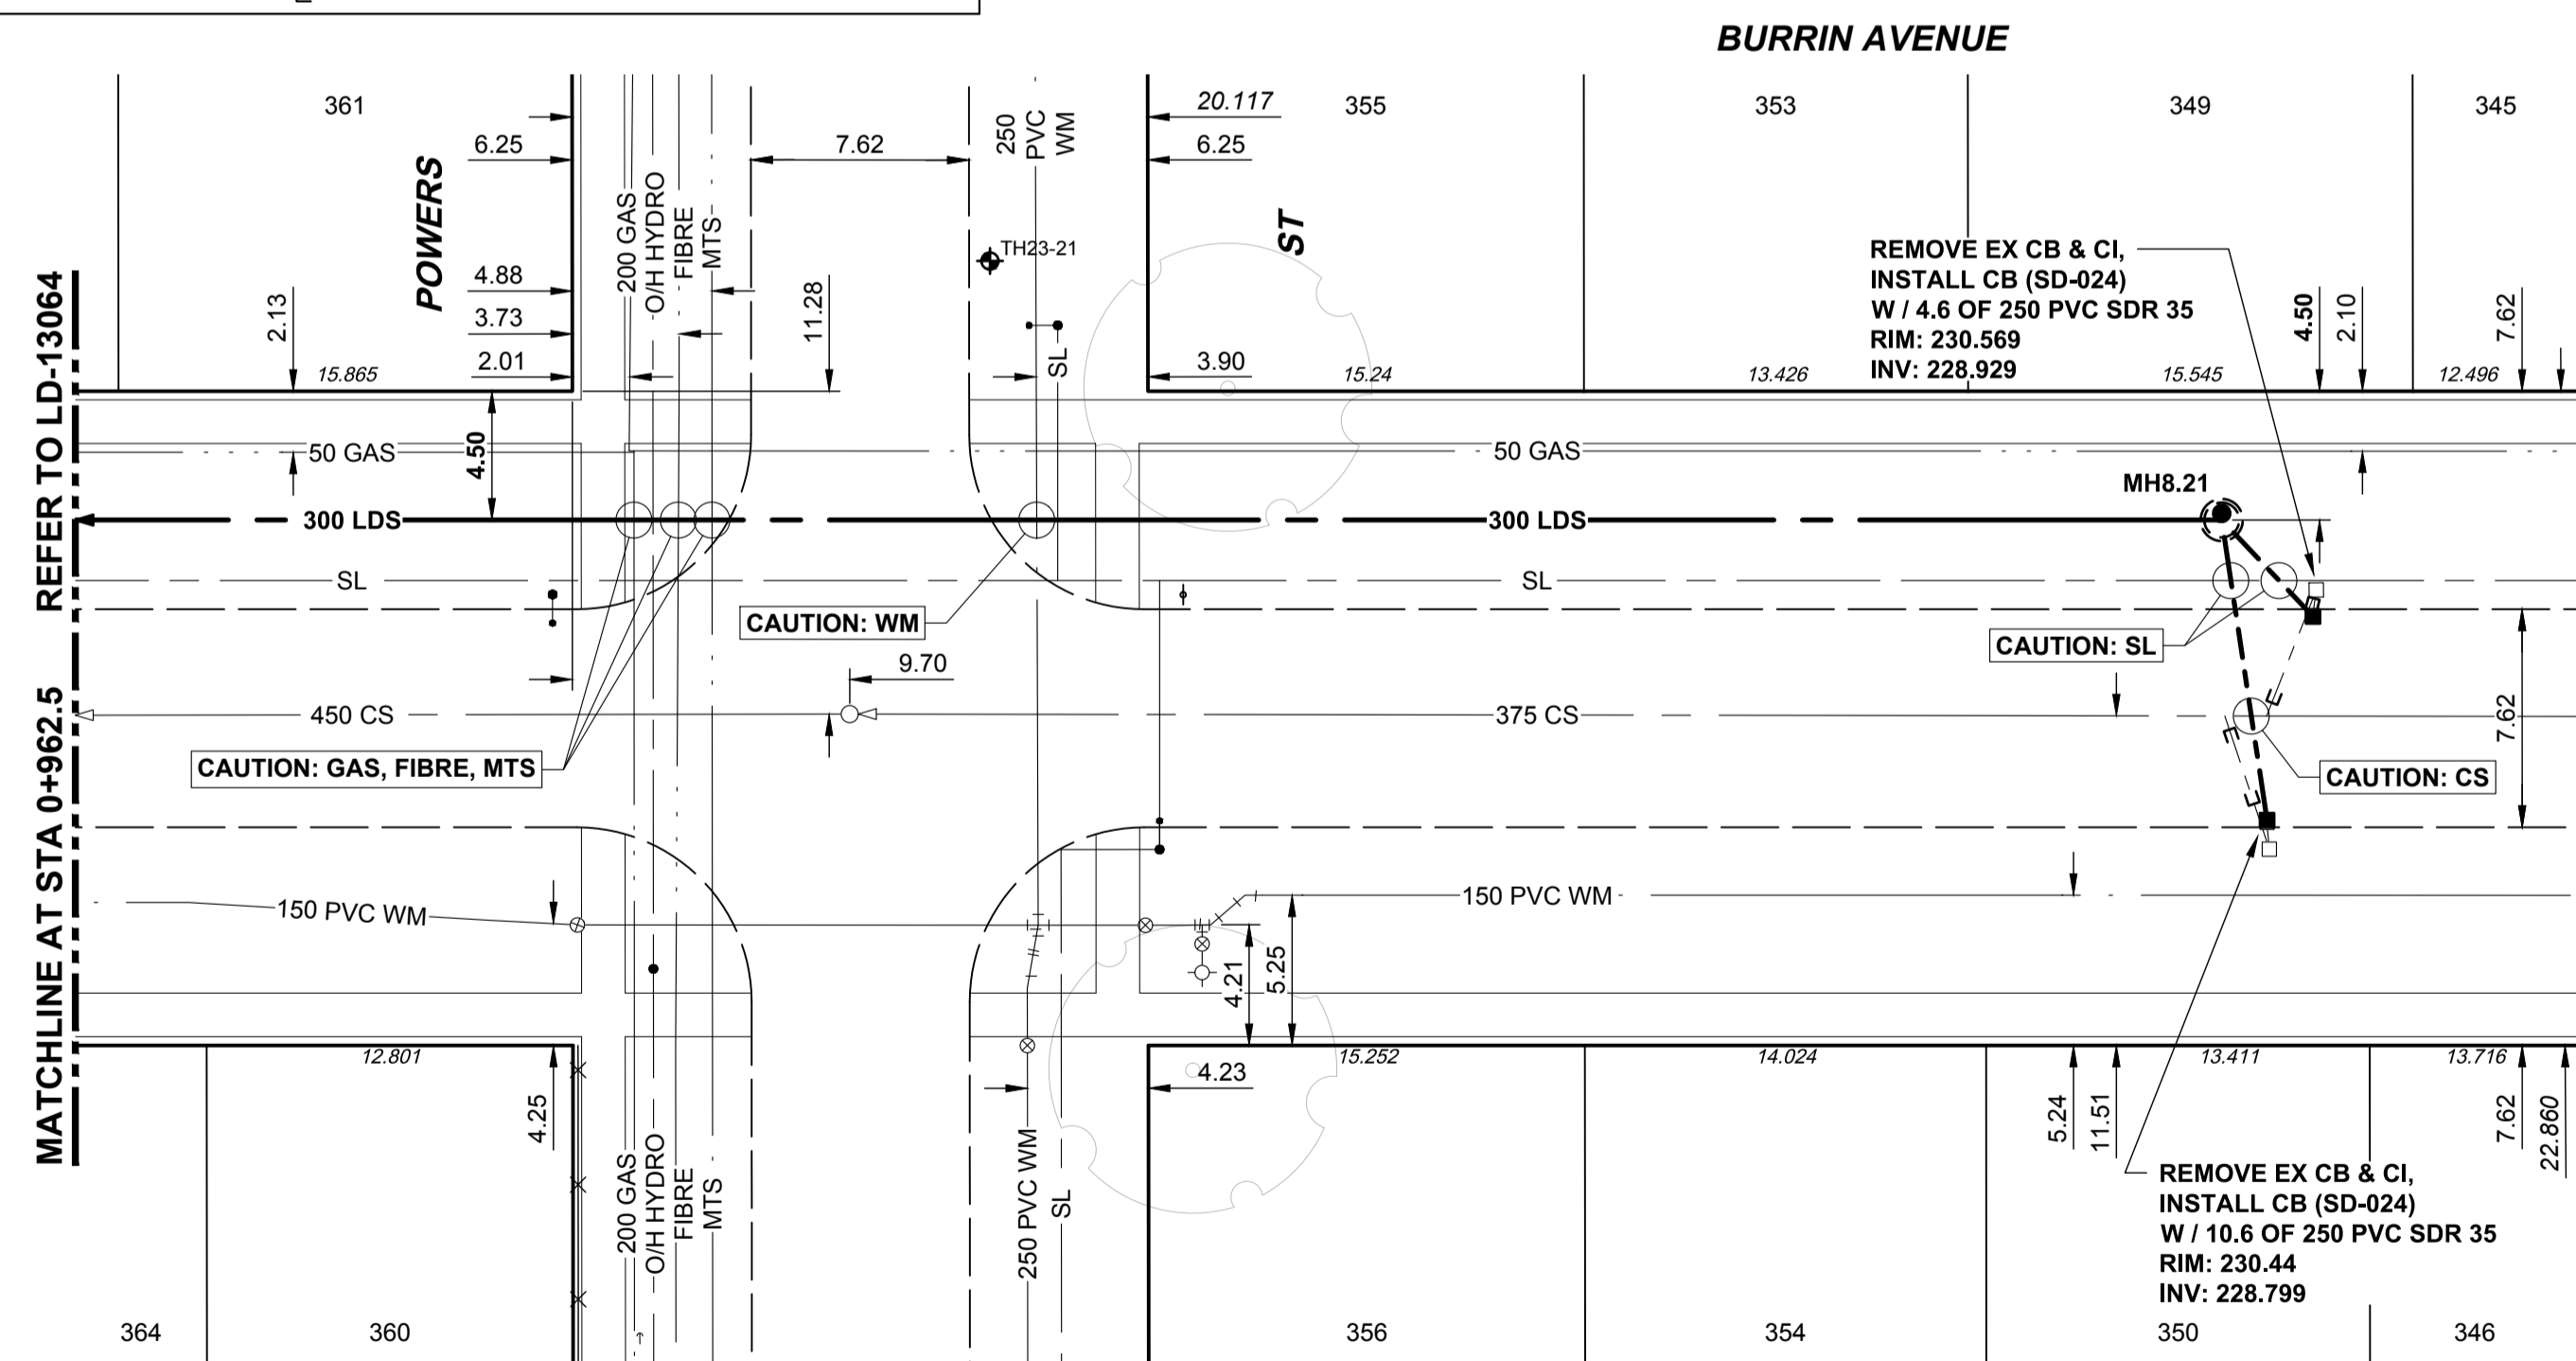 BURRIN AVENUE
361
355
353
349
345
POWERS
ST
6.25
4.88
3.73
2.01
7.62
11.28
2.13
15.865
4.50
200 GAS
O/H HYDRO
FIBRE
MTS
250
PVC
WM
SL
TH23-21
20.117
6.25
3.90
15.24
13.426
15.545
12.496
REMOVE EX CB & CI,
INSTALL CB (SD-024)
W / 4.6 OF 250 PVC SDR 35
RIM: 230.569
INV: 228.929
4.50
2.10
7.62
REFER TO LD-13064
MATCHLINE AT STA 0+962.5
50 GAS
50 GAS
300 LDS
300 LDS
MH8.21
SL
SL
CAUTION: WM
CAUTION: SL
9.70
450 CS
375 CS
7.62
CAUTION: GAS, FIBRE, MTS
CAUTION: CS
150 PVC WM
150 PVC WM
4.21
5.25
12.801
4.25
4.23
15.252
14.024
13.411
13.716
5.24
11.51
7.62
22.860
200 GAS
O/H HYDRO
FIBRE
MTS
250 PVC WM
SL
REMOVE EX CB & CI,
INSTALL CB (SD-024)
W / 10.6 OF 250 PVC SDR 35
RIM: 230.44
INV: 228.799
364
360
356
354
350
346